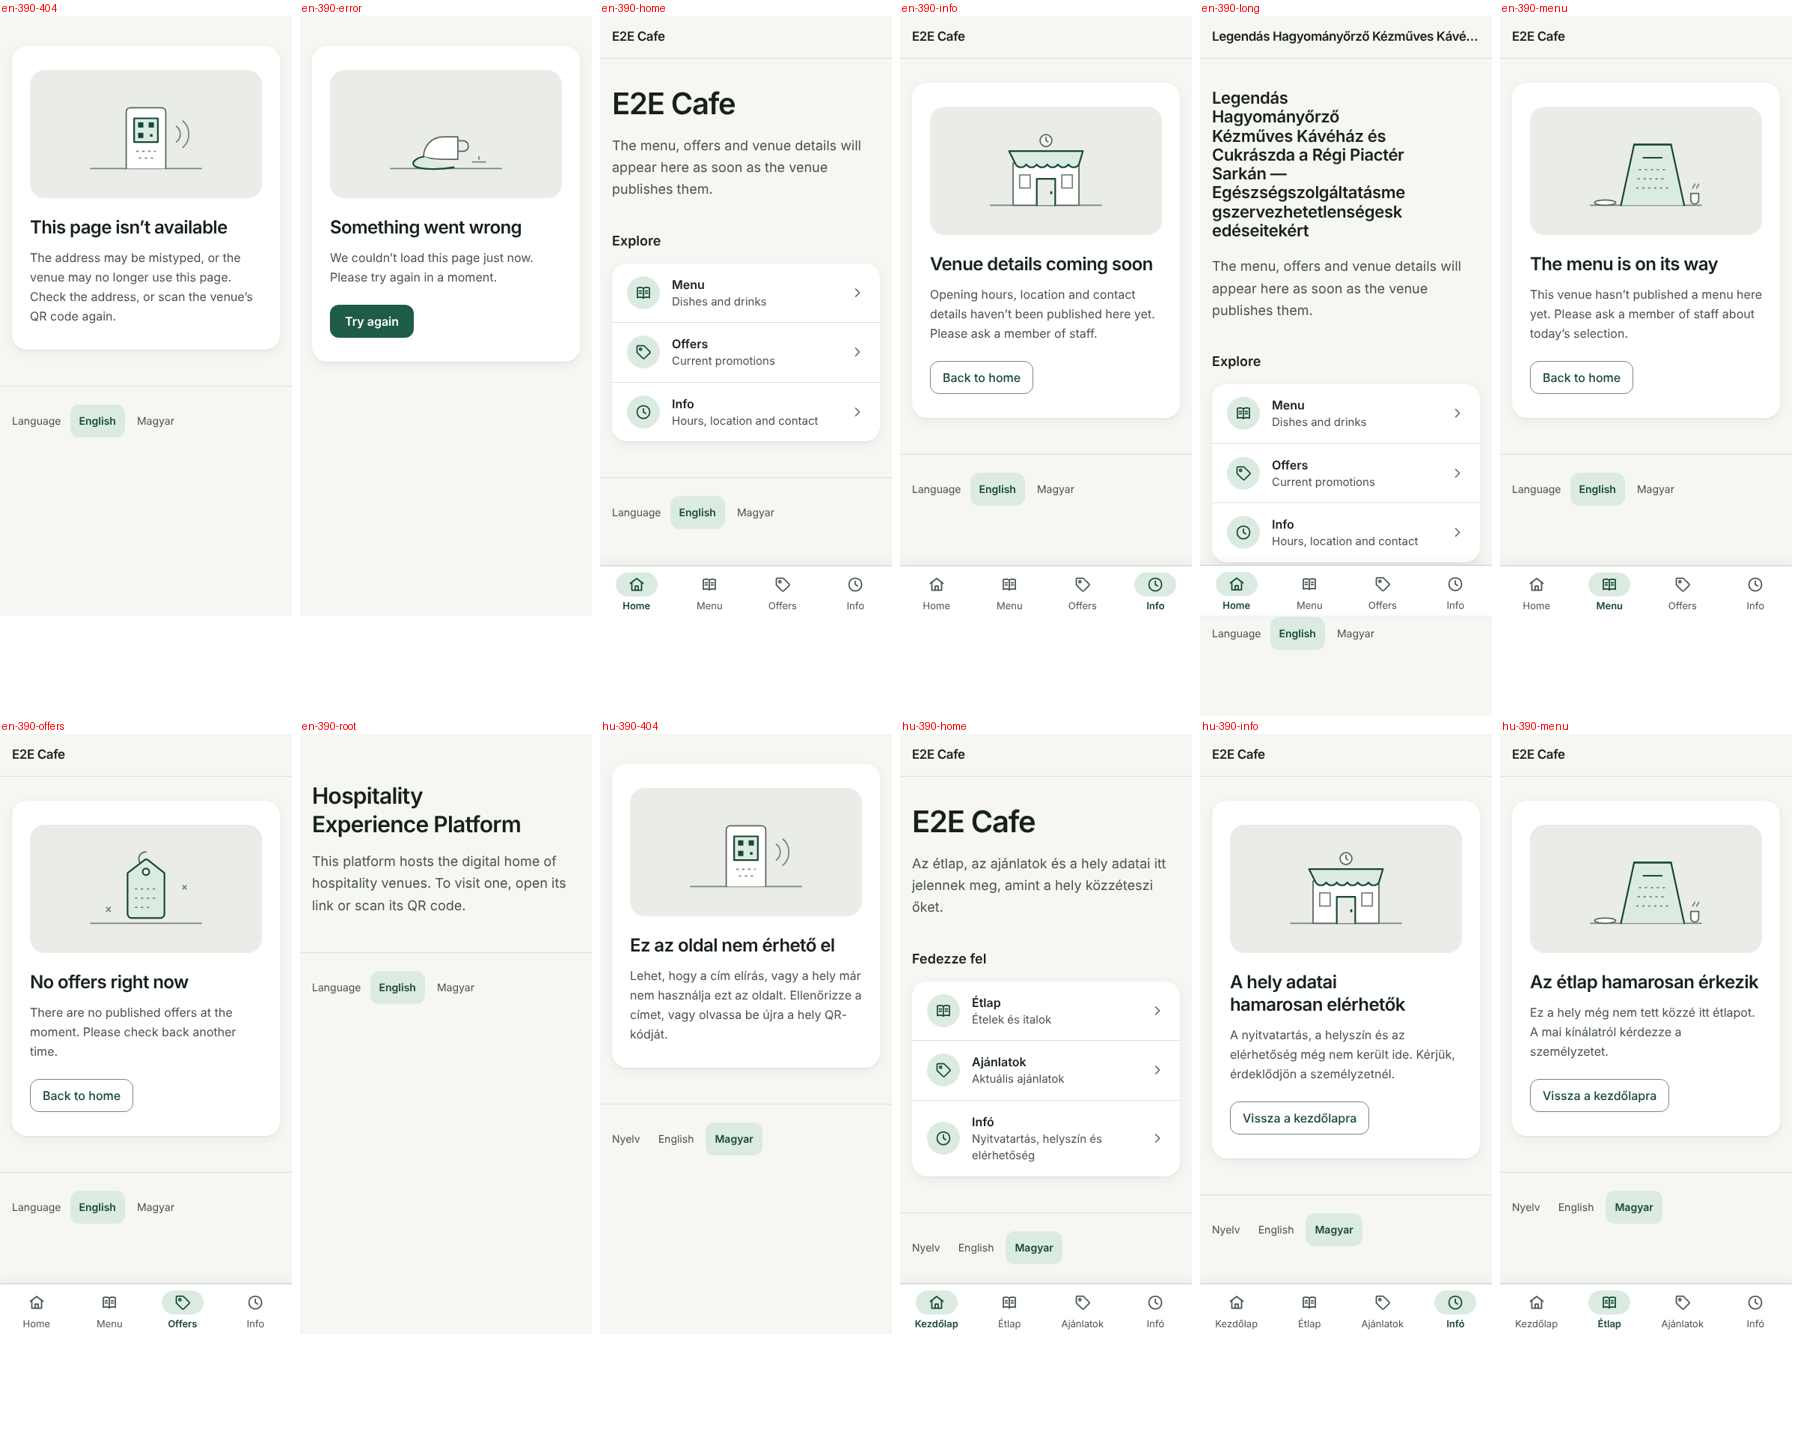 en-390-404
This page isn’t available
The address may be mistyped, or the
venue may no longer use this page.
Check the address, or scan the venue’s
QR code again.
Language English Magyar
en-390-error
Something went wrong
We couldn’t load this page just now.
Please try again in a moment.
Try again
en-390-home
E2E Cafe
E2E Cafe
The menu, offers and venue details will
appear here as soon as the venue
publishes them.
Explore
Menu
Dishes and drinks
Offers
Current promotions
Info
Hours, location and contact
Language English Magyar
Home Menu Offers Info
en-390-info
E2E Cafe
Venue details coming soon
Opening hours, location and contact
details haven’t been published here yet.
Please ask a member of staff.
Back to home
Language English Magyar
Home Menu Offers Info
en-390-long
Legendás Hagyományőrző Kézműves Kávé…
Legendás
Hagyományőrző
Kézműves Kávéház és
Cukrászda a Régi Piactér
Sarkán —
Egészségszolgáltatásme
gszervezhetetlenségesk
edéseitekért
The menu, offers and venue details will
appear here as soon as the venue
publishes them.
Explore
Menu
Dishes and drinks
Offers
Current promotions
Info
Hours, location and contact
Home Menu Offers Info
Language English Magyar
en-390-menu
E2E Cafe
The menu is on its way
This venue hasn’t published a menu here
yet. Please ask a member of staff about
today’s selection.
Back to home
Language English Magyar
Home Menu Offers Info
en-390-offers
E2E Cafe
No offers right now
There are no published offers at the
moment. Please check back another
time.
Back to home
Language English Magyar
Home Menu Offers Info
en-390-root
Hospitality
Experience Platform
This platform hosts the digital home of
hospitality venues. To visit one, open its
link or scan its QR code.
Language English Magyar
hu-390-404
Ez az oldal nem érhető el
Lehet, hogy a cím elírás, vagy a hely már
nem használja ezt az oldalt. Ellenőrizze a
címet, vagy olvassa be újra a hely QR-
kódját.
Nyelv English Magyar
hu-390-home
E2E Cafe
E2E Cafe
Az étlap, az ajánlatok és a hely adatai itt
jelennek meg, amint a hely közzéteszi
őket.
Fedezze fel
Étlap
Ételek és italok
Ajánlatok
Aktuális ajánlatok
Infó
Nyitvatartás, helyszín és
elérhetőség
Nyelv English Magyar
Kezdőlap Étlap Ajánlatok Infó
hu-390-info
E2E Cafe
A hely adatai
hamarosan elérhetők
A nyitvatartás, a helyszín és az
elérhetőség még nem került ide. Kérjük,
érdeklődjön a személyzetnél.
Vissza a kezdőlapra
Nyelv English Magyar
Kezdőlap Étlap Ajánlatok Infó
hu-390-menu
E2E Cafe
Az étlap hamarosan érkezik
Ez a hely még nem tett közzé itt étlapot.
A mai kínálatról kérdezze a
személyzetet.
Vissza a kezdőlapra
Nyelv English Magyar
Kezdőlap Étlap Ajánlatok Infó